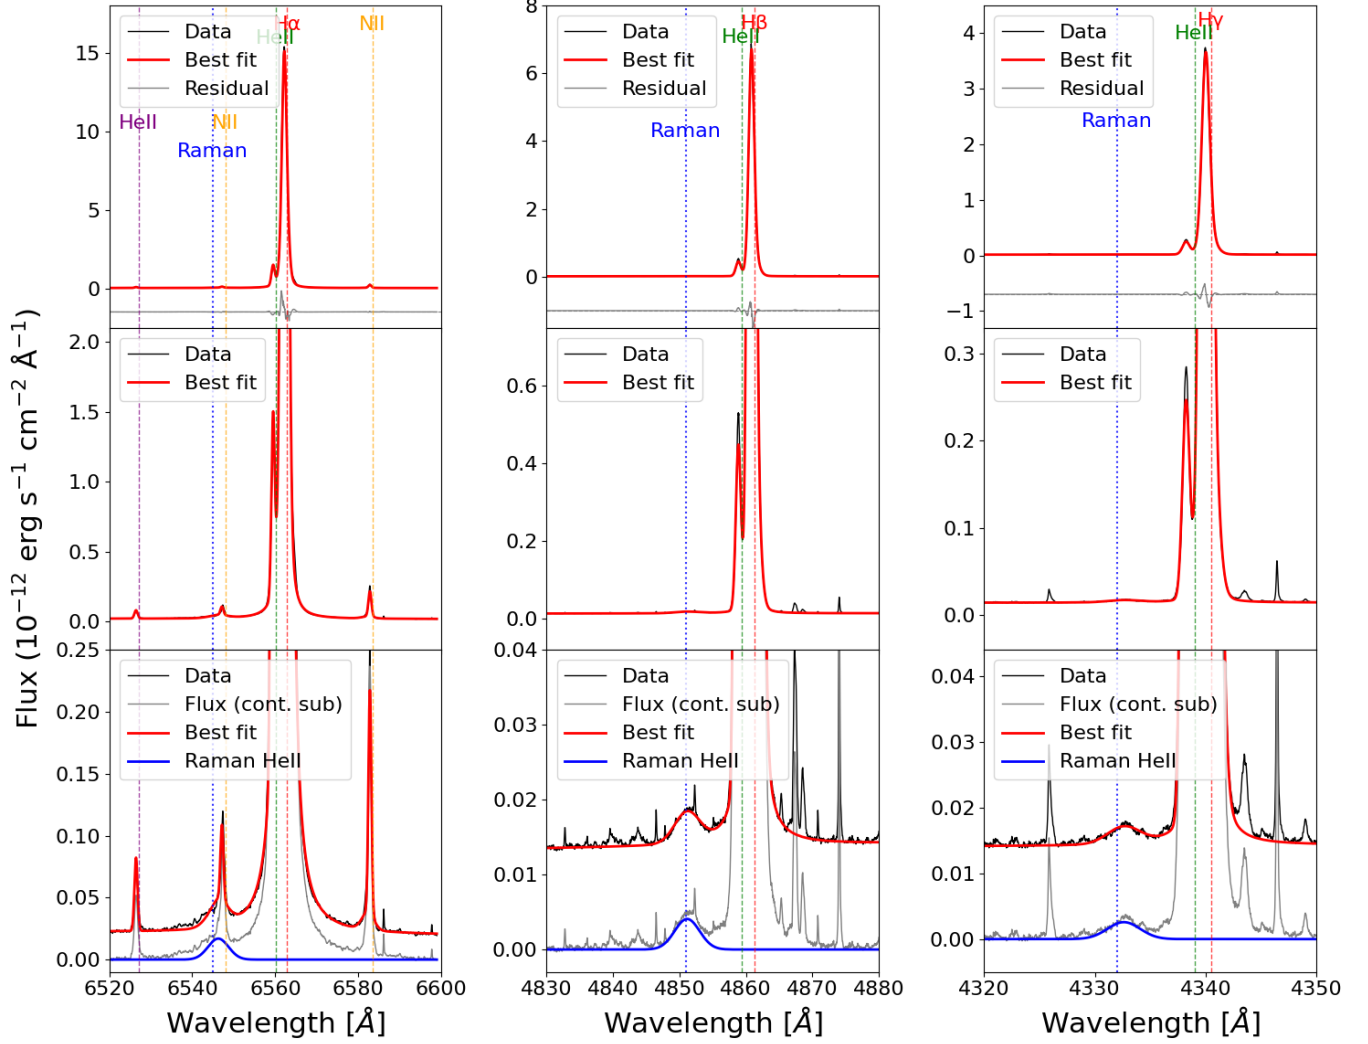 Flux (10⁻¹² erg s⁻¹ cm⁻² Å⁻¹)
Data
Best fit
Residual
Hα
HeII
NII
HeII
NII
Raman
15
10
5
0
Data
Best fit
Residual
Hβ
HeII
Raman
8
6
4
2
0
Data
Best fit
Residual
Hγ
HeII
Raman
4
3
2
1
0
−1
Data
Best fit
2.0
1.5
1.0
0.5
0.0
Data
Best fit
0.6
0.4
0.2
0.0
Data
Best fit
0.3
0.2
0.1
0.0
Data
Flux (cont. sub)
Best fit
Raman HeII
0.25
0.20
0.15
0.10
0.05
0.00
6520 6540 6560 6580 6600
Wavelength [Å]
Data
Flux (cont. sub)
Best fit
Raman HeII
0.04
0.03
0.02
0.01
0.00
4830 4840 4850 4860 4870 4880
Wavelength [Å]
Data
Flux (cont. sub)
Best fit
Raman HeII
0.04
0.03
0.02
0.01
0.00
4320 4330 4340 4350
Wavelength [Å]